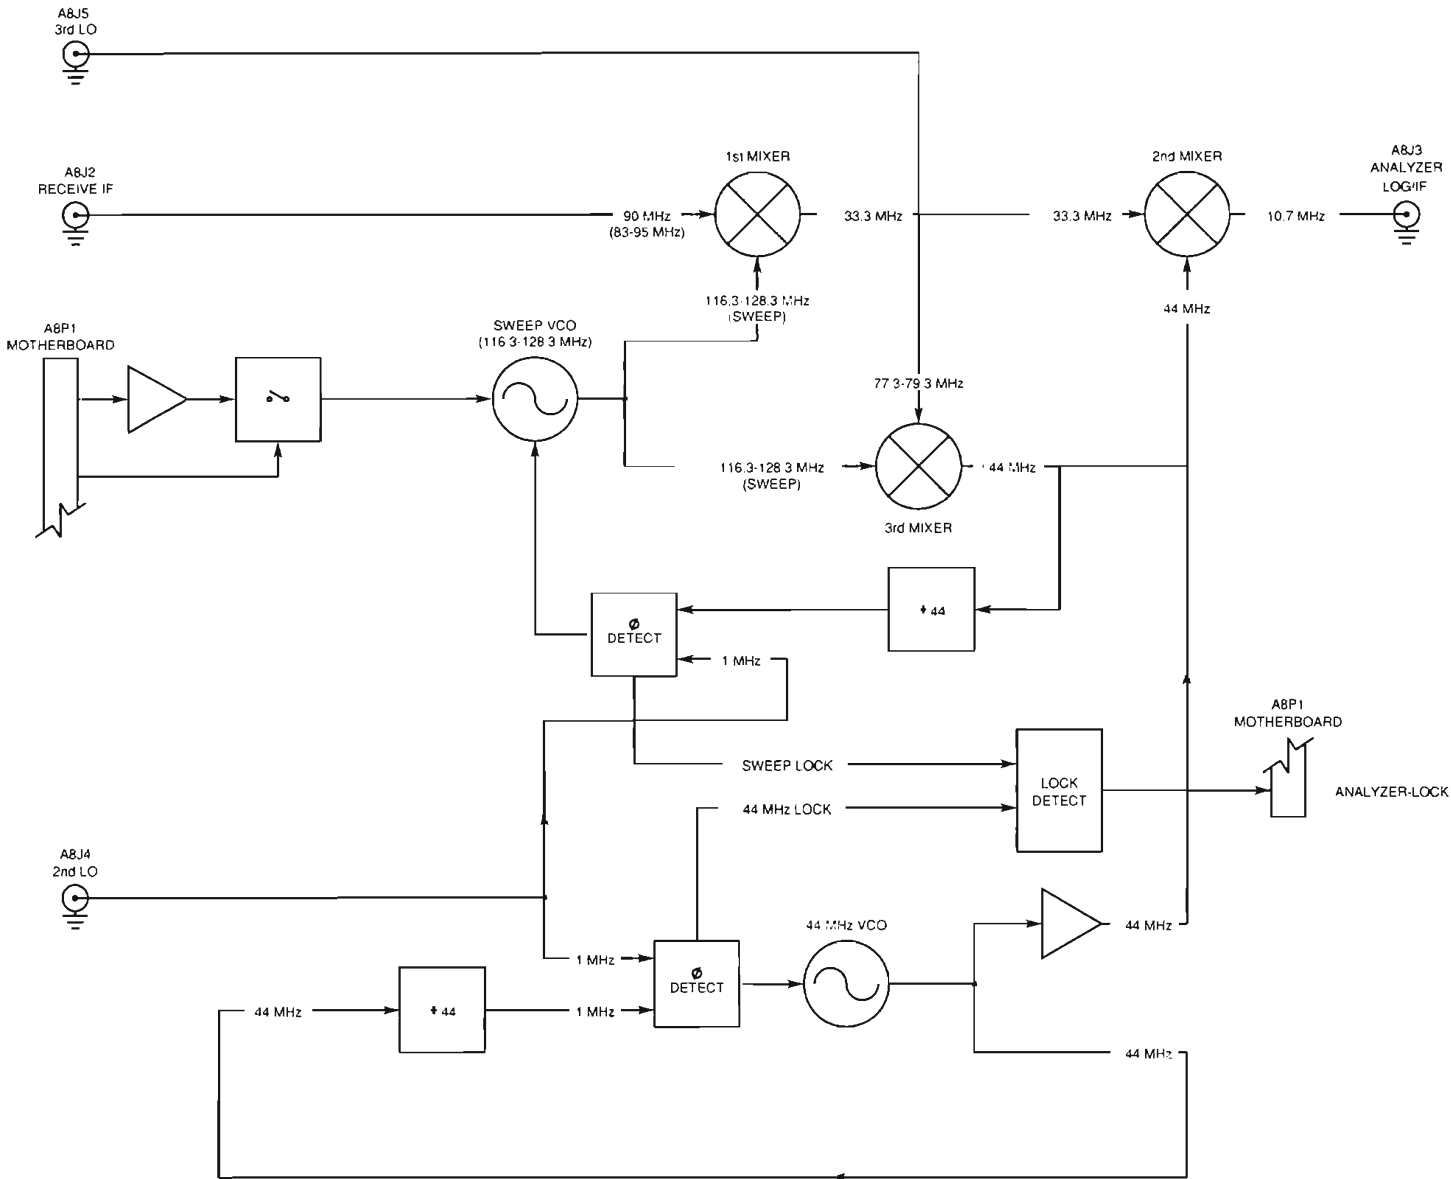 A8J5
3rd LO
A8J2
RECEIVE IF
1st MIXER
2nd MIXER
A8J3
ANALYZER
LOG/IF
90 MHz
(83-95 MHz)
33.3 MHz
33.3 MHz
10.7 MHz
116.3-128.3 MHz
(SWEEP)
44 MHz
A8P1
MOTHERBOARD
SWEEP VCO
(116 3-128 3 MHz)
77 3-79 3 MHz
116.3-128 3 MHz
(SWEEP)
44 MHz
3rd MIXER
÷ 44
Ø
DETECT
1 MHz
SWEEP LOCK
44 MHz LOCK
LOCK
DETECT
A8P1
MOTHERBOARD
ANALYZER-LOCK
A8J4
2nd LO
44 MHz VCO
44 MHz
1 MHz
Ø
DETECT
44 MHz
÷ 44
1 MHz
44 MHz